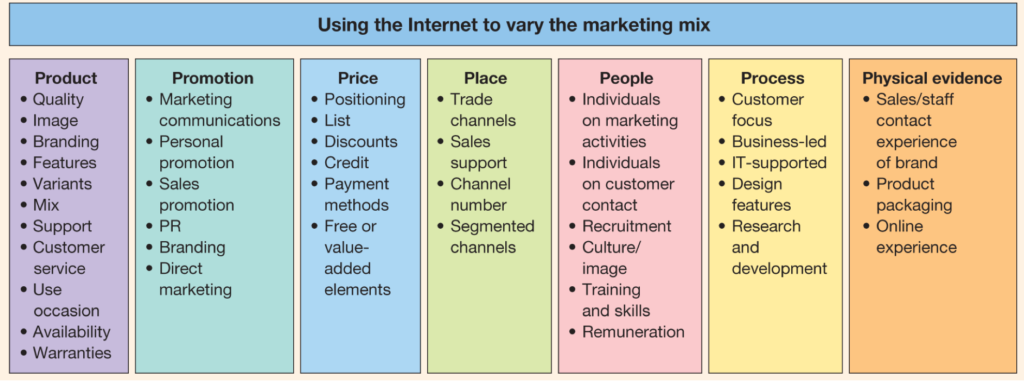 Using the Internet to vary the marketing mix
Product
• Quality
• Image
• Branding
• Features
• Variants
• Mix
• Support
• Customer
service
• Use
occasion
• Availability
• Warranties
Promotion
• Marketing
communications
• Personal
promotion
• Sales
promotion
• PR
• Branding
• Direct
marketing
Price
• Positioning
• List
• Discounts
• Credit
• Payment
methods
• Free or
value-
added
elements
Place
• Trade
channels
• Sales
support
• Channel
number
• Segmented
channels
People
• Individuals
on marketing
activities
• Individuals
on customer
contact
• Recruitment
• Culture/
image
• Training
and skills
• Remuneration
Process
• Customer
focus
• Business-led
• IT-supported
• Design
features
• Research
and
development
Physical evidence
• Sales/staff
contact
experience
of brand
• Product
packaging
• Online
experience